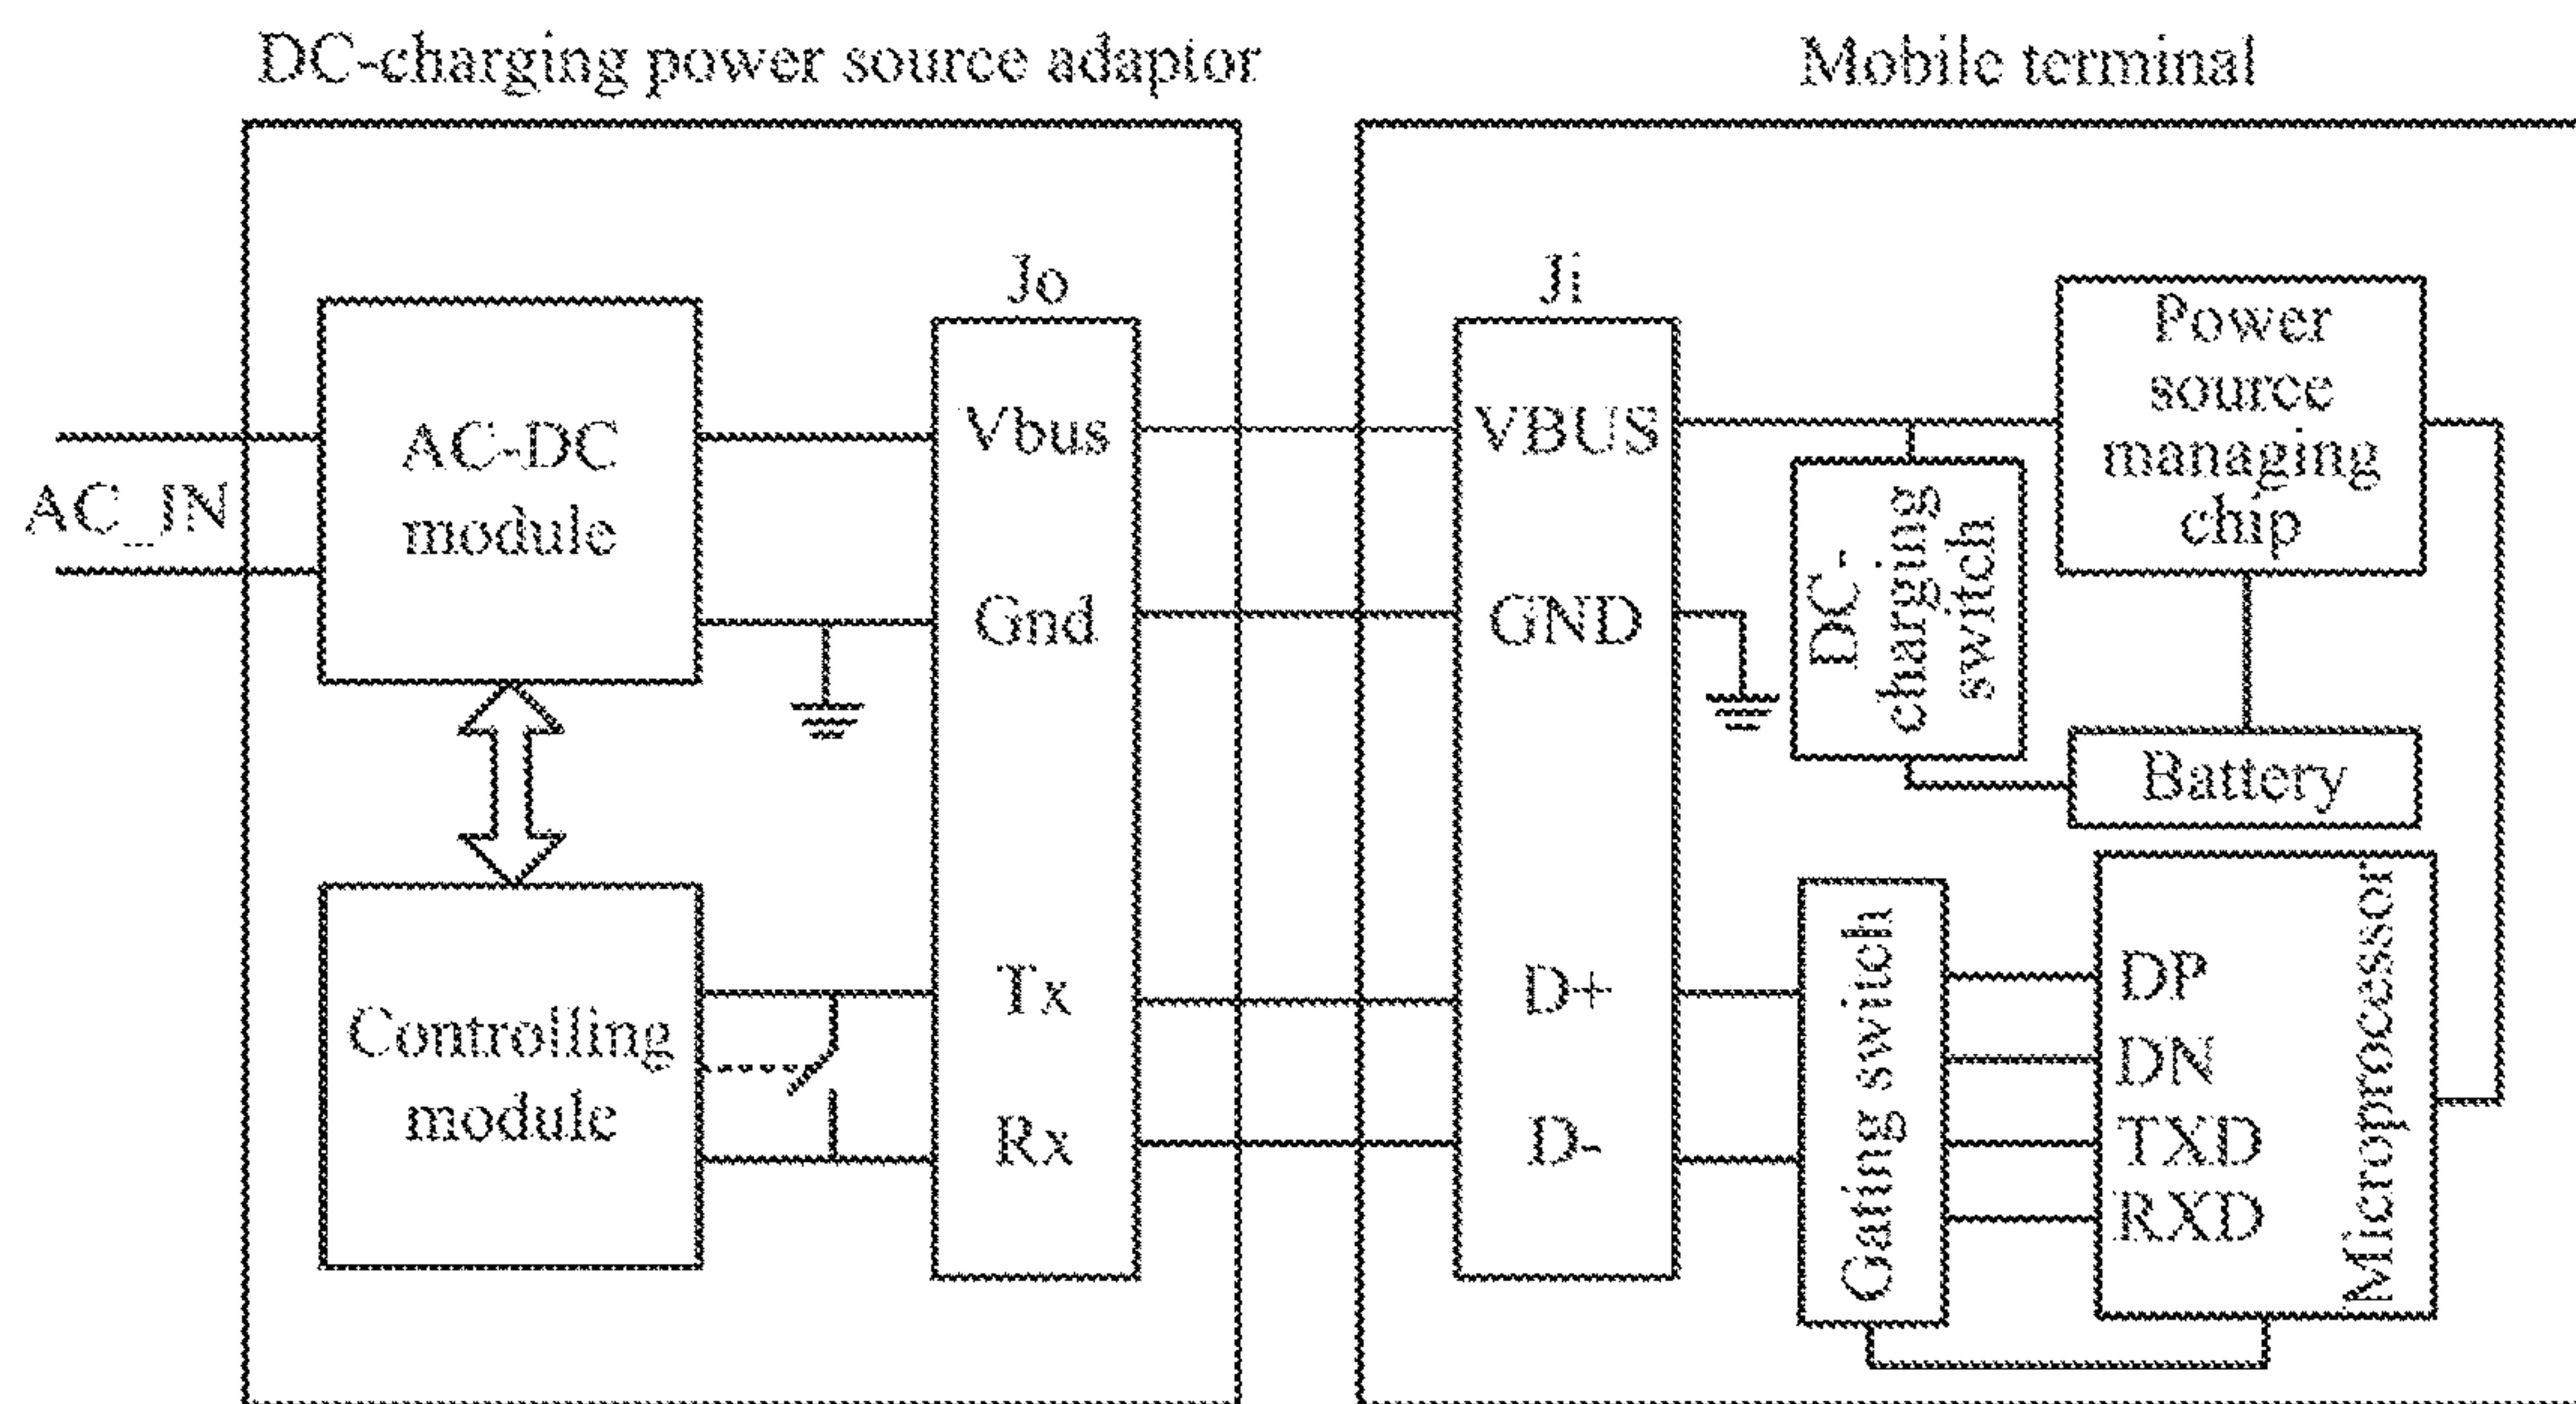 DC-charging power source adaptor
Mobile terminal
AC_IN
AC-DC
module
Controlling
module
Jo
Vbus
Gnd
Tx
Rx
Ji
VBUS
GND
D+
D-
DC-
charging
switch
Power
source
managing
chip
Battery
Gating switch
DP
DN
TXD
RXD
Microprocessor